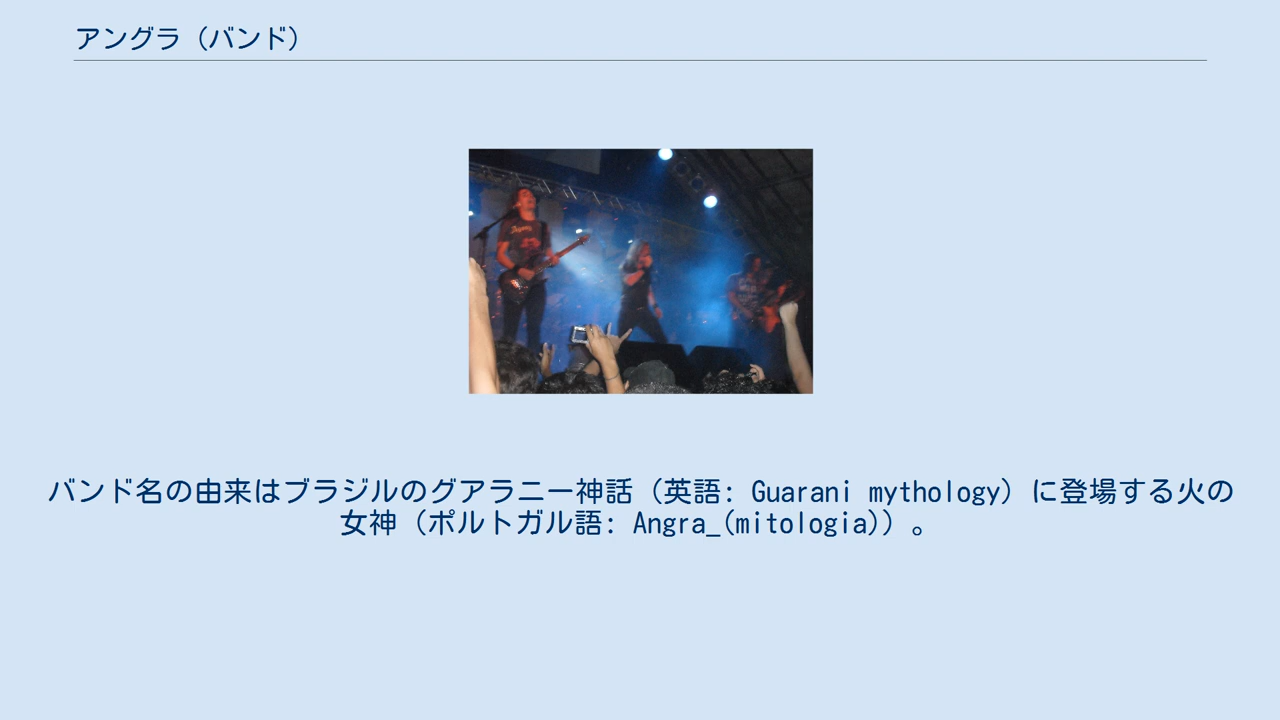 アングラ（バンド）
バンド名の由来はブラジルのグアラニー神話（英語: Guarani mythology）に登場する火の
女神（ポルトガル語: Angra_(mitologia)）。